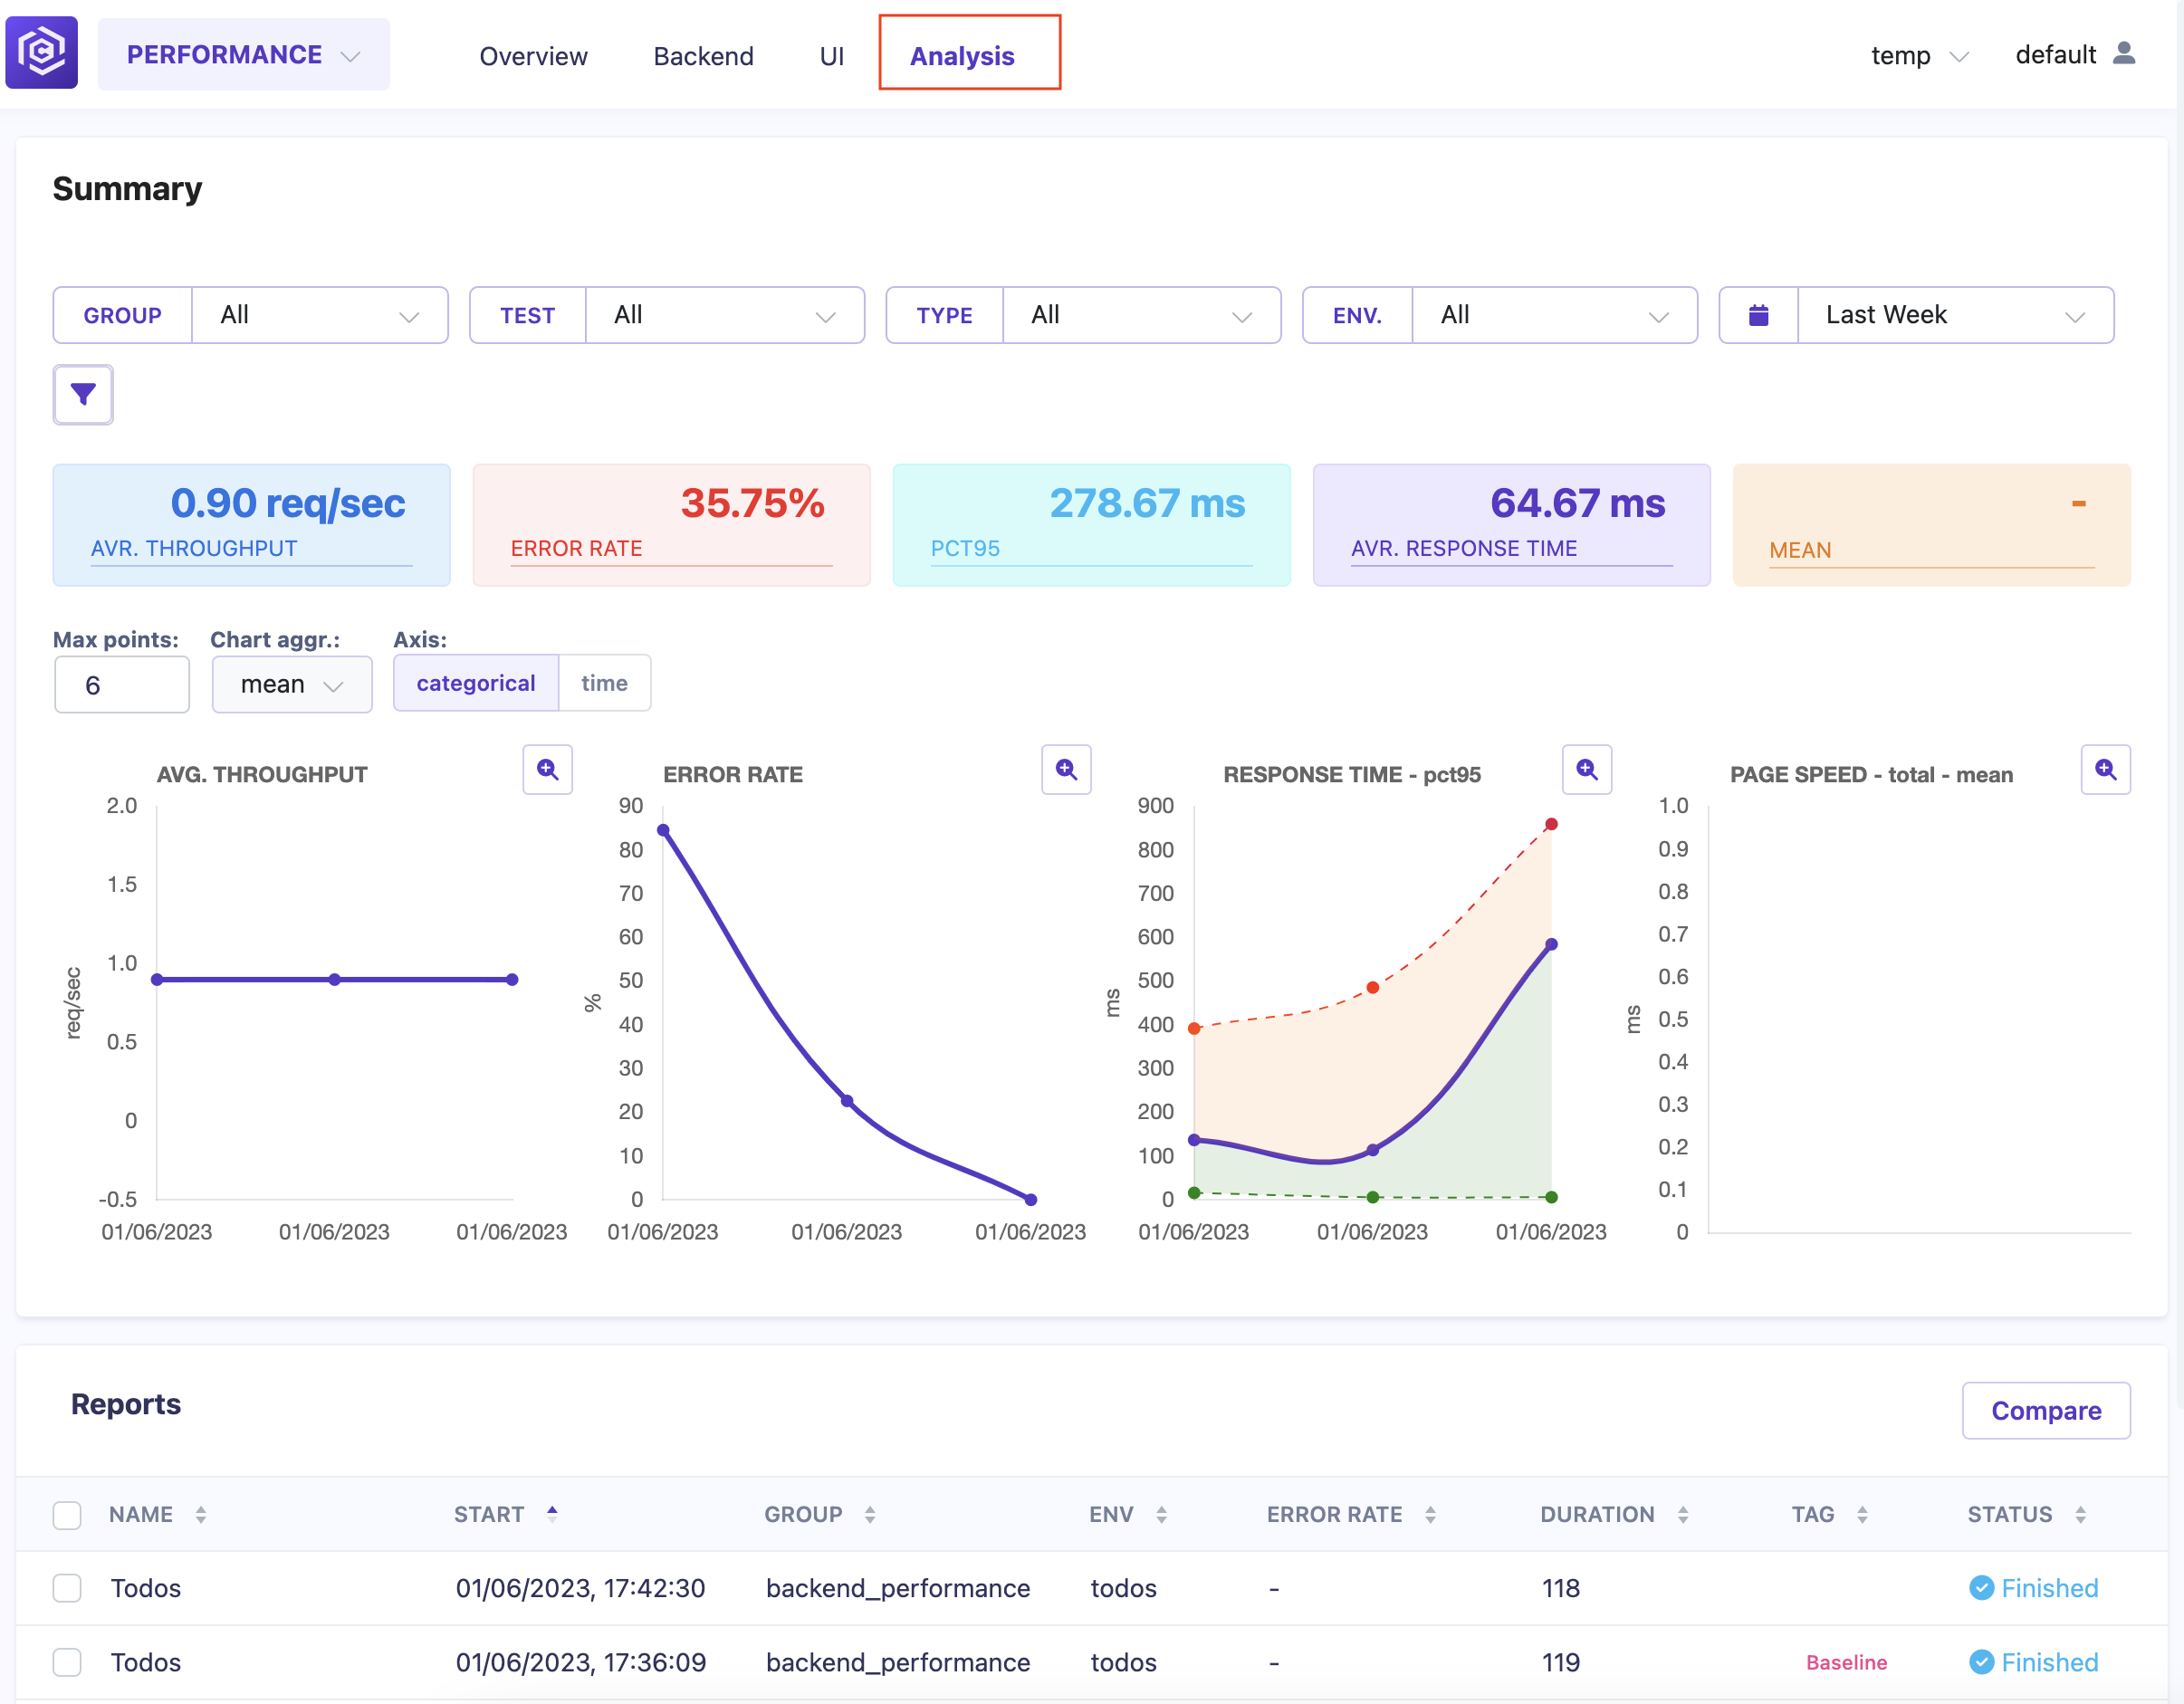 PERFORMANCE Overview Backend UI Analysis temp default
Summary
GROUP All TEST All TYPE All ENV. All Last Week
0.90 req/sec
AVR. THROUGHPUT
35.75%
ERROR RATE
278.67 ms
PCT95
64.67 ms
AVR. RESPONSE TIME
-
MEAN
Max points: Chart aggr.: Axis:
6 mean categorical time
AVG. THROUGHPUT
2.0
1.5
1.0
0.5
0
-0.5
req/sec
01/06/2023 01/06/2023 01/06/2023
ERROR RATE
90
80
70
60
50
40
30
20
10
0
%
01/06/2023 01/06/2023 01/06/2023
RESPONSE TIME - pct95
900
800
700
600
500
400
300
200
100
0
ms
01/06/2023 01/06/2023 01/06/2023
PAGE SPEED - total - mean
1.0
0.9
0.8
0.7
0.6
0.5
0.4
0.3
0.2
0.1
0
ms
Reports
Compare
NAME START GROUP ENV ERROR RATE DURATION TAG STATUS
Todos 01/06/2023, 17:42:30 backend_performance todos - 118 Finished
Todos 01/06/2023, 17:36:09 backend_performance todos - 119 Baseline Finished